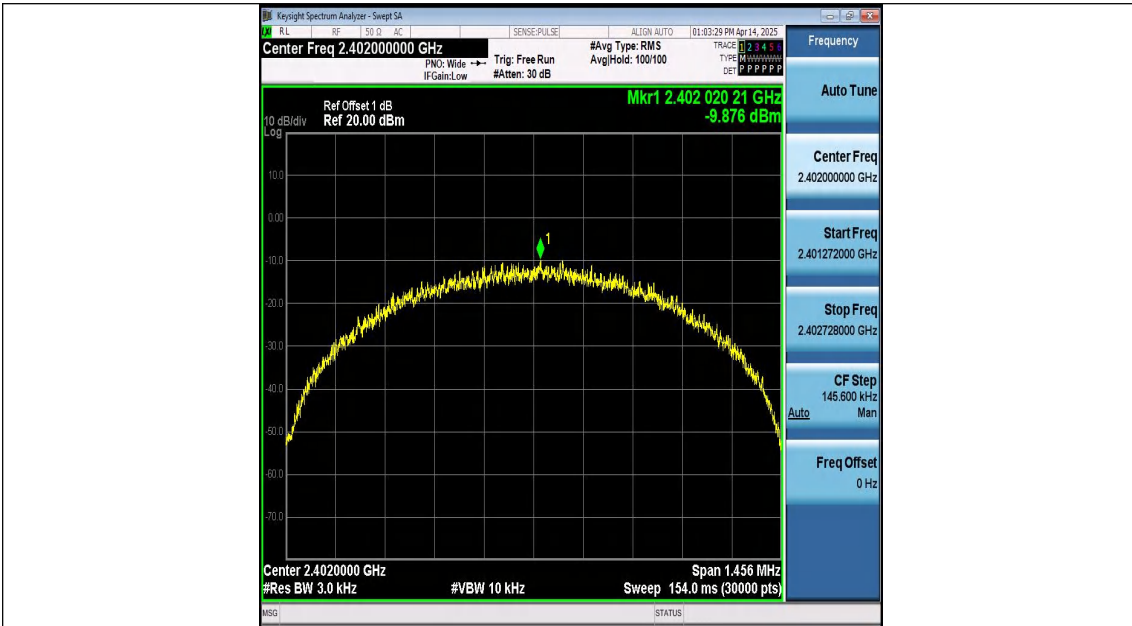 Keysight Spectrum Analyzer - Swept SA
RL RF 50 Ω AC SENSE:PULSE ALIGN AUTO 01:03:29 PM Apr 14, 2025
Center Freq 2.402000000 GHz
PNO: Wide
IFGain:Low
Trig: Free Run
#Atten: 30 dB
#Avg Type: RMS
Avg|Hold: 100/100
TRACE 1 2 3 4 5 6
TYPE M
DET P P P P P P
Mkr1 2.402 020 21 GHz
-9.876 dBm
Ref Offset 1 dB
10 dB/div Ref 20.00 dBm
Log
10.0
0.00
1
-10.0
-20.0
-30.0
-40.0
-50.0
-60.0
-70.0
Center 2.4020000 GHz Span 1.456 MHz
#Res BW 3.0 kHz #VBW 10 kHz Sweep 154.0 ms (30000 pts)
MSG STATUS
Frequency
Auto Tune
Center Freq
2.402000000 GHz
Start Freq
2.401272000 GHz
Stop Freq
2.402728000 GHz
CF Step
145.600 kHz
Auto Man
Freq Offset
0 Hz